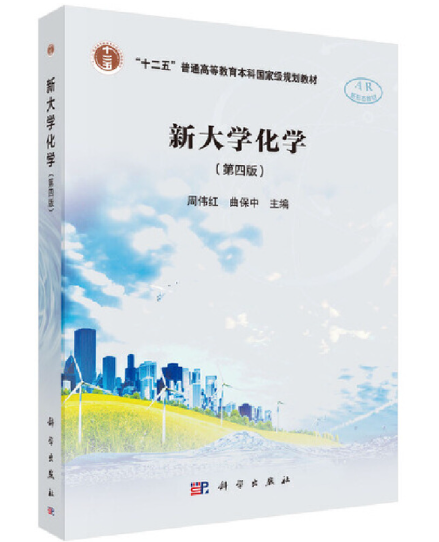 "十二五"普通高等教育本科国家级规划教材
AR
新大学化学
(第四版)
周伟红 曲保中 主编
科学出版社
新大学化学(第四版)
科学出版社